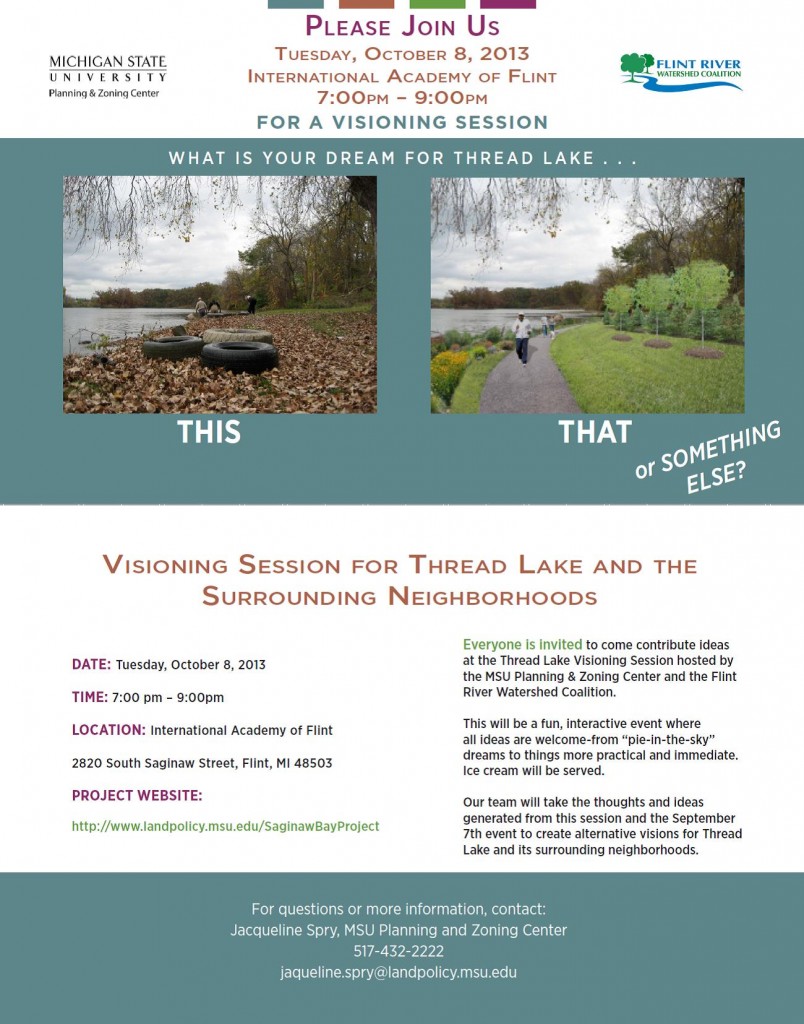 PLEASE JOIN US
TUESDAY, OCTOBER 8, 2013
INTERNATIONAL ACADEMY OF FLINT
7:00PM – 9:00PM
FOR A VISIONING SESSION
MICHIGAN STATE
UNIVERSITY
Planning & Zoning Center
FLINT RIVER
WATERSHED COALITION
WHAT IS YOUR DREAM FOR THREAD LAKE . . .
THIS
THAT
or SOMETHING
ELSE?
VISIONING SESSION FOR THREAD LAKE AND THE
SURROUNDING NEIGHBORHOODS
DATE: Tuesday, October 8, 2013
TIME: 7:00 pm – 9:00pm
LOCATION: International Academy of Flint
2820 South Saginaw Street, Flint, MI 48503
PROJECT WEBSITE:
http://www.landpolicy.msu.edu/SaginawBayProject
Everyone is invited to come contribute ideas
at the Thread Lake Visioning Session hosted by
the MSU Planning & Zoning Center and the Flint
River Watershed Coalition.
This will be a fun, interactive event where
all ideas are welcome-from “pie-in-the-sky”
dreams to things more practical and immediate.
Ice cream will be served.
Our team will take the thoughts and ideas
generated from this session and the September
7th event to create alternative visions for Thread
Lake and its surrounding neighborhoods.
For questions or more information, contact:
Jacqueline Spry, MSU Planning and Zoning Center
517-432-2222
jaqueline.spry@landpolicy.msu.edu